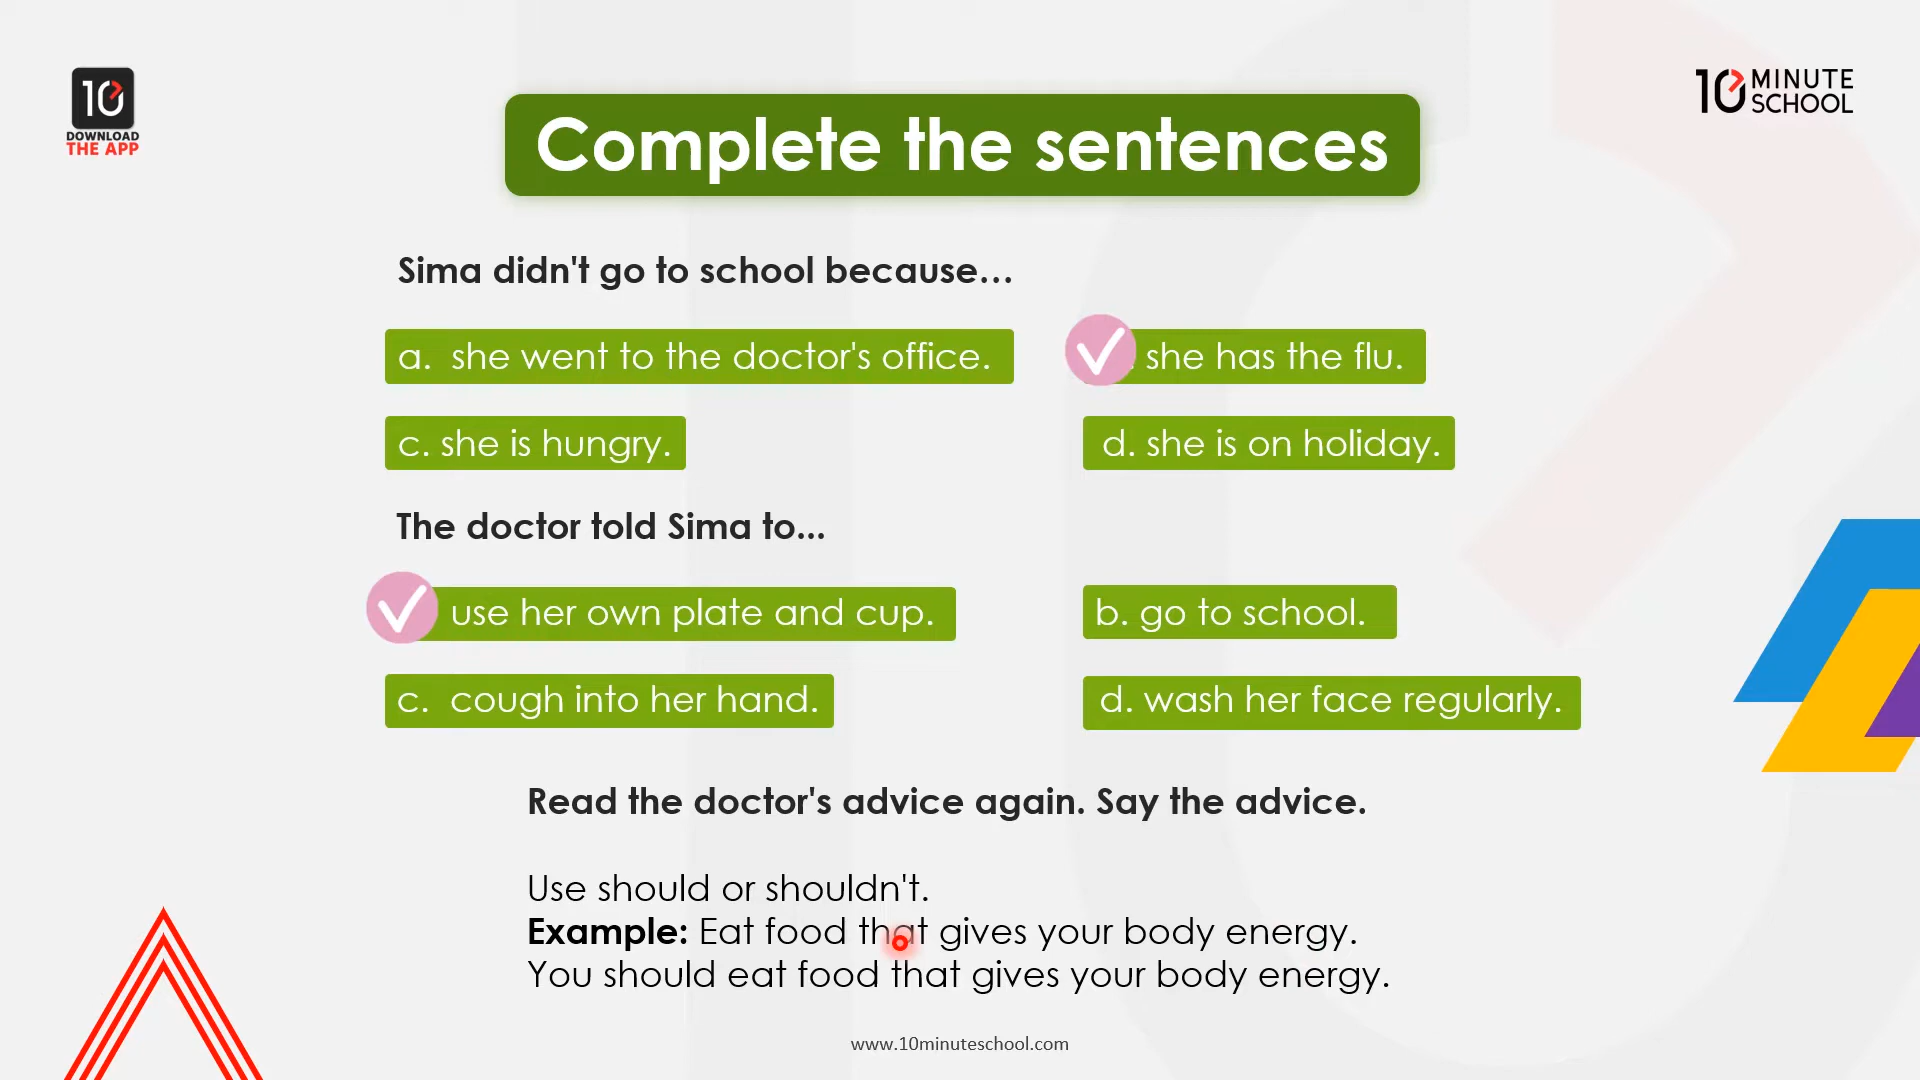 10
DOWNLOAD
THE APP
10 MINUTE
SCHOOL
Complete the sentences
Sima didn't go to school because...
a. she went to the doctor's office.
she has the flu.
c. she is hungry.
d. she is on holiday.
The doctor told Sima to...
use her own plate and cup.
b. go to school.
c. cough into her hand.
d. wash her face regularly.
Read the doctor's advice again. Say the advice.
Use should or shouldn't.
Example: Eat food that gives your body energy.
You should eat food that gives your body energy.
www.10minuteschool.com